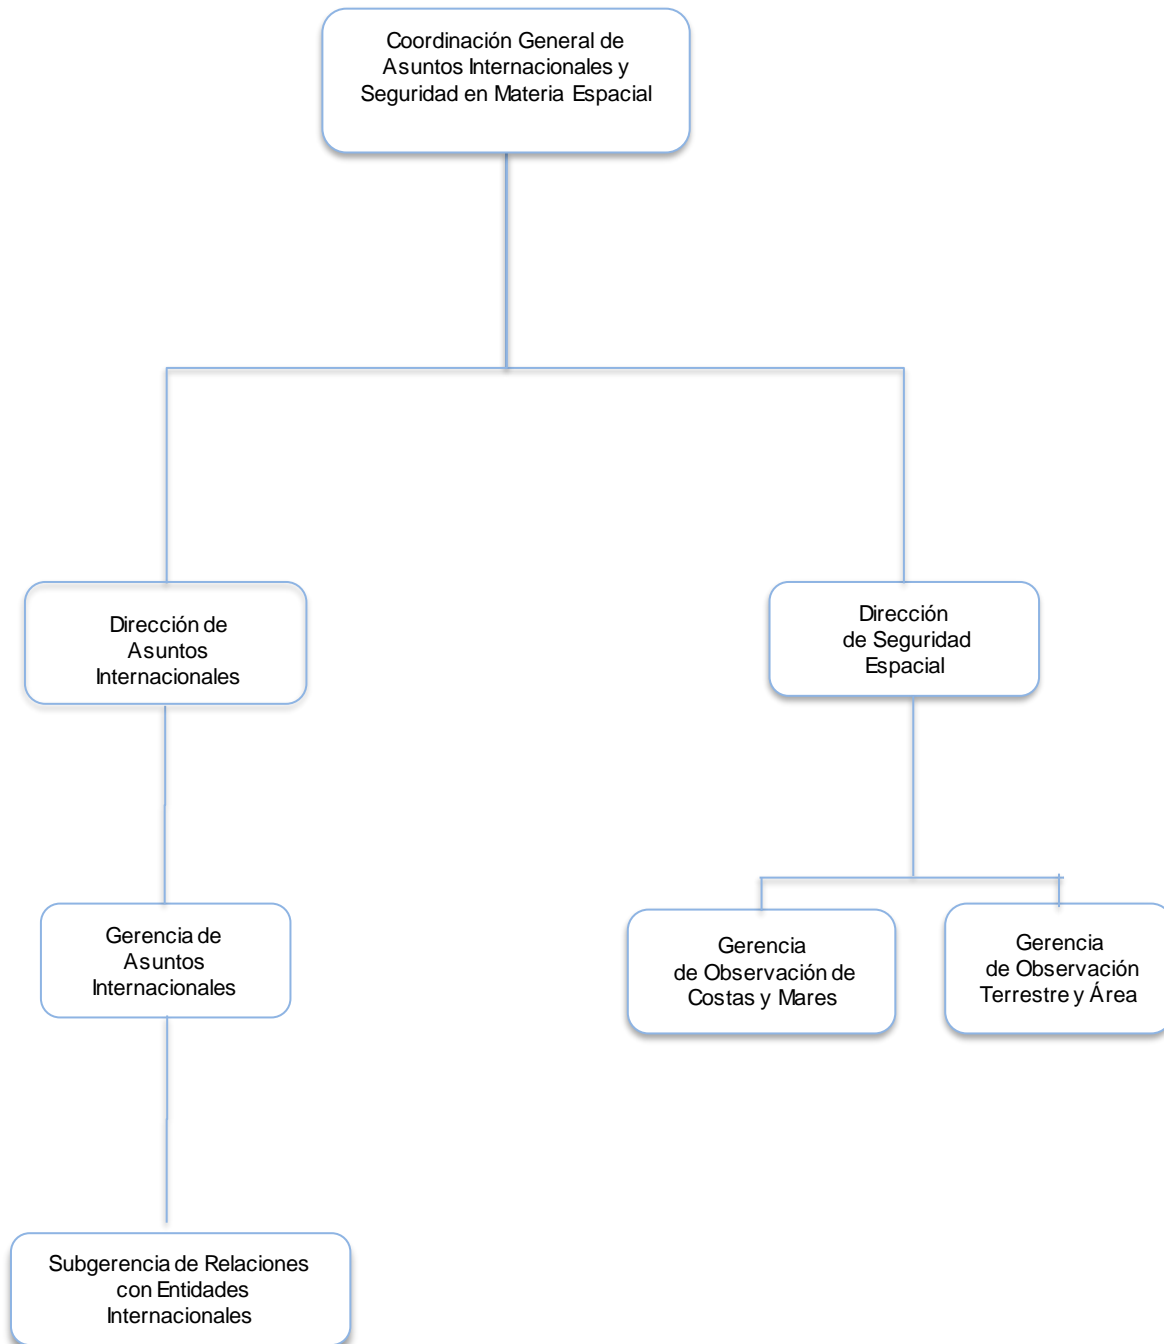 Coordinación General de
Asuntos Internacionales y
Seguridad en Materia Espacial
Dirección de
Asuntos
Internacionales
Dirección
de Seguridad
Espacial
Gerencia de
Asuntos
Internacionales
Gerencia
de Observación de
Costas y Mares
Gerencia
de Observación
Terrestre y Área
Subgerencia de Relaciones
con Entidades
Internacionales